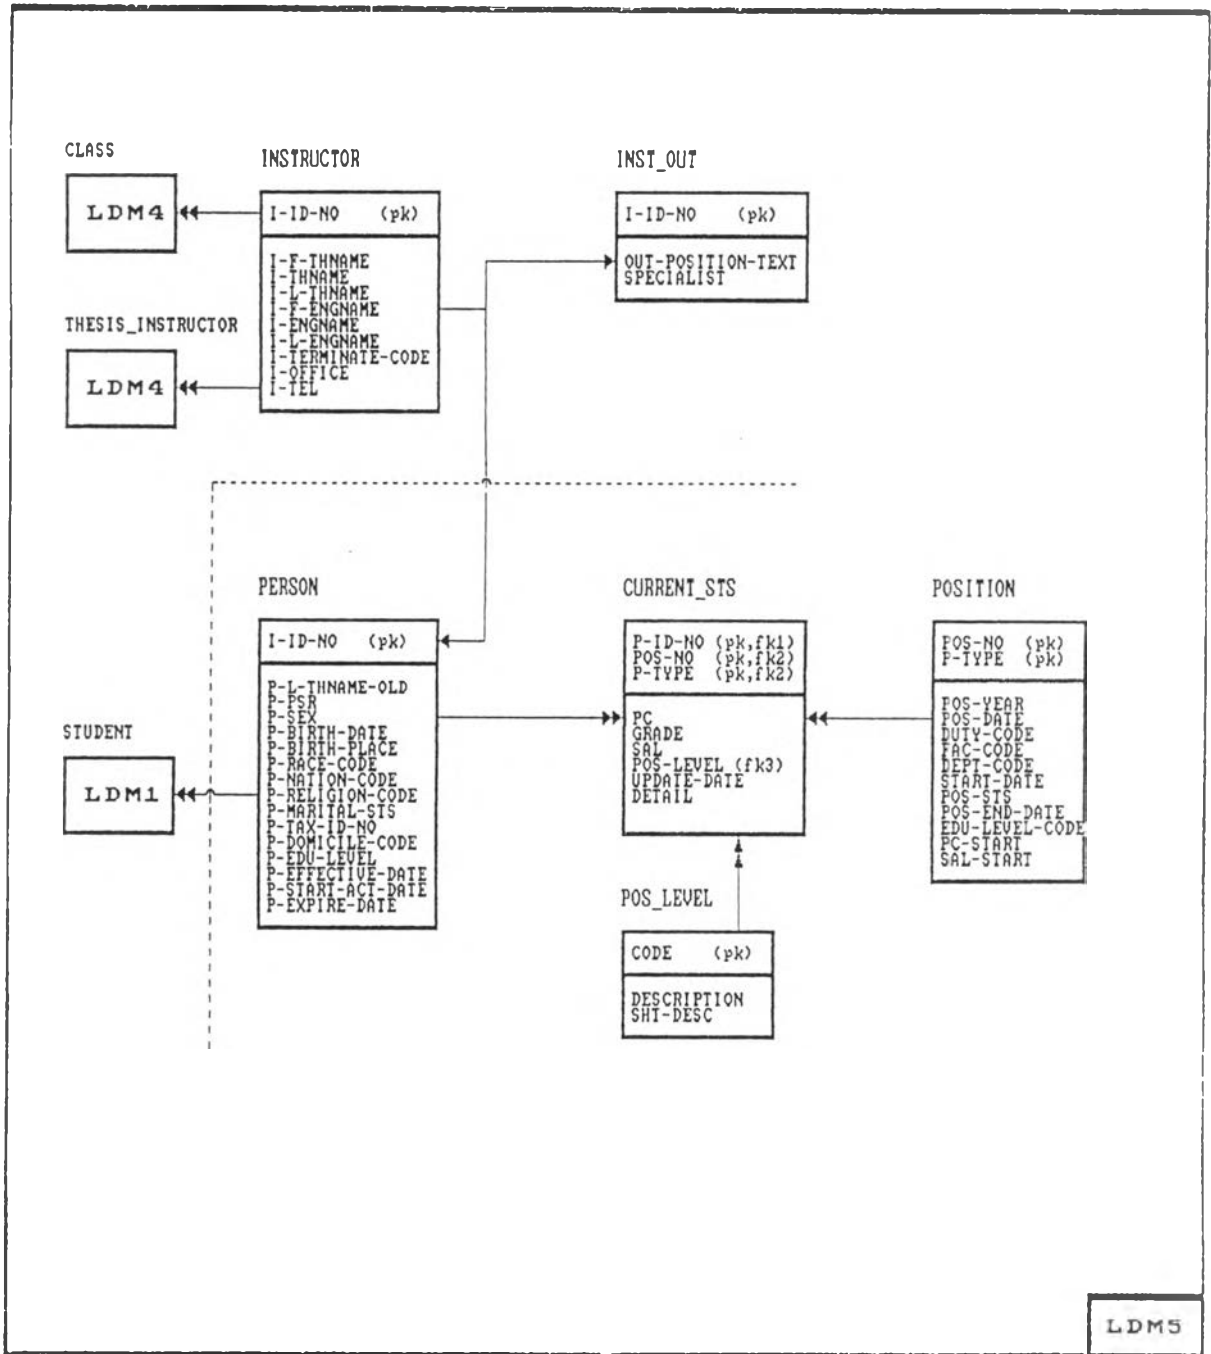 CLASS
LDM4
INSTRUCTOR
I-ID-NO (pk)
I-F-THNAME
I-THNAME
I-L-THNAME
I-F-ENGNAME
I-ENGNAME
I-L-ENGNAME
I-TERMINATE-CODE
I-OFFICE
I-TEL
INST_OUT
I-ID-NO (pk)
OUT-POSITION-TEXT
SPECIALIST
THESIS_INSTRUCTOR
LDM4
PERSON
I-ID-NO (pk)
P-L-THNAME-OLD
P-PSR
P-SEX
P-BIRTH-DATE
P-BIRTH-PLACE
P-RACE-CODE
P-NATION-CODE
P-RELIGION-CODE
P-MARITAL-STS
P-TAX-ID-NO
P-DOMICILE-CODE
P-EDU-LEVEL
P-EFFECTIVE-DATE
P-START-ACT-DATE
P-EXPIRE-DATE
STUDENT
LDM1
CURRENT_STS
P-ID-NO (pk,fk1)
POS-NO (pk,fk2)
P-TYPE (pk,fk2)
PC
GRADE
SAL
POS-LEVEL (fk3)
UPDATE-DATE
DETAIL
POSITION
POS-NO (pk)
P-TYPE (pk)
POS-YEAR
POS-DATE
DUTY-CODE
FAC-CODE
DEPT-CODE
START-DATE
POS-STS
POS-END-DATE
EDU-LEVEL-CODE
PC-START
SAL-START
POS_LEVEL
CODE (pk)
DESCRIPTION
SHT-DESC
LDM5